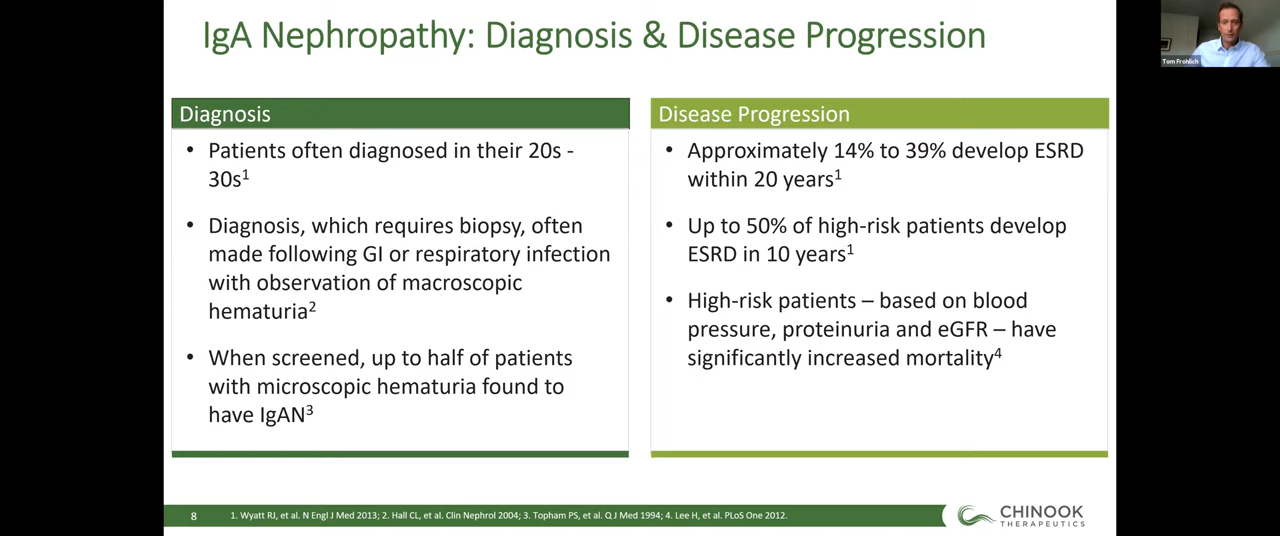 IgA Nephropathy: Diagnosis & Disease Progression
Tom Frohlich
Diagnosis
• Patients often diagnosed in their 20s -
30s1
• Diagnosis, which requires biopsy, often
made following GI or respiratory infection
with observation of macroscopic
hematuria2
• When screened, up to half of patients
with microscopic hematuria found to
have IgAN3
Disease Progression
• Approximately 14% to 39% develop ESRD
within 20 years1
• Up to 50% of high-risk patients develop
ESRD in 10 years1
• High-risk patients – based on blood
pressure, proteinuria and eGFR – have
significantly increased mortality4
8
1. Wyatt RJ, et al. N Engl J Med 2013; 2. Hall CL, et al. Clin Nephrol 2004; 3. Topham PS, et al. Q J Med 1994; 4. Lee H, et al. PLoS One 2012.
CHINOOK
THERAPEUTICS